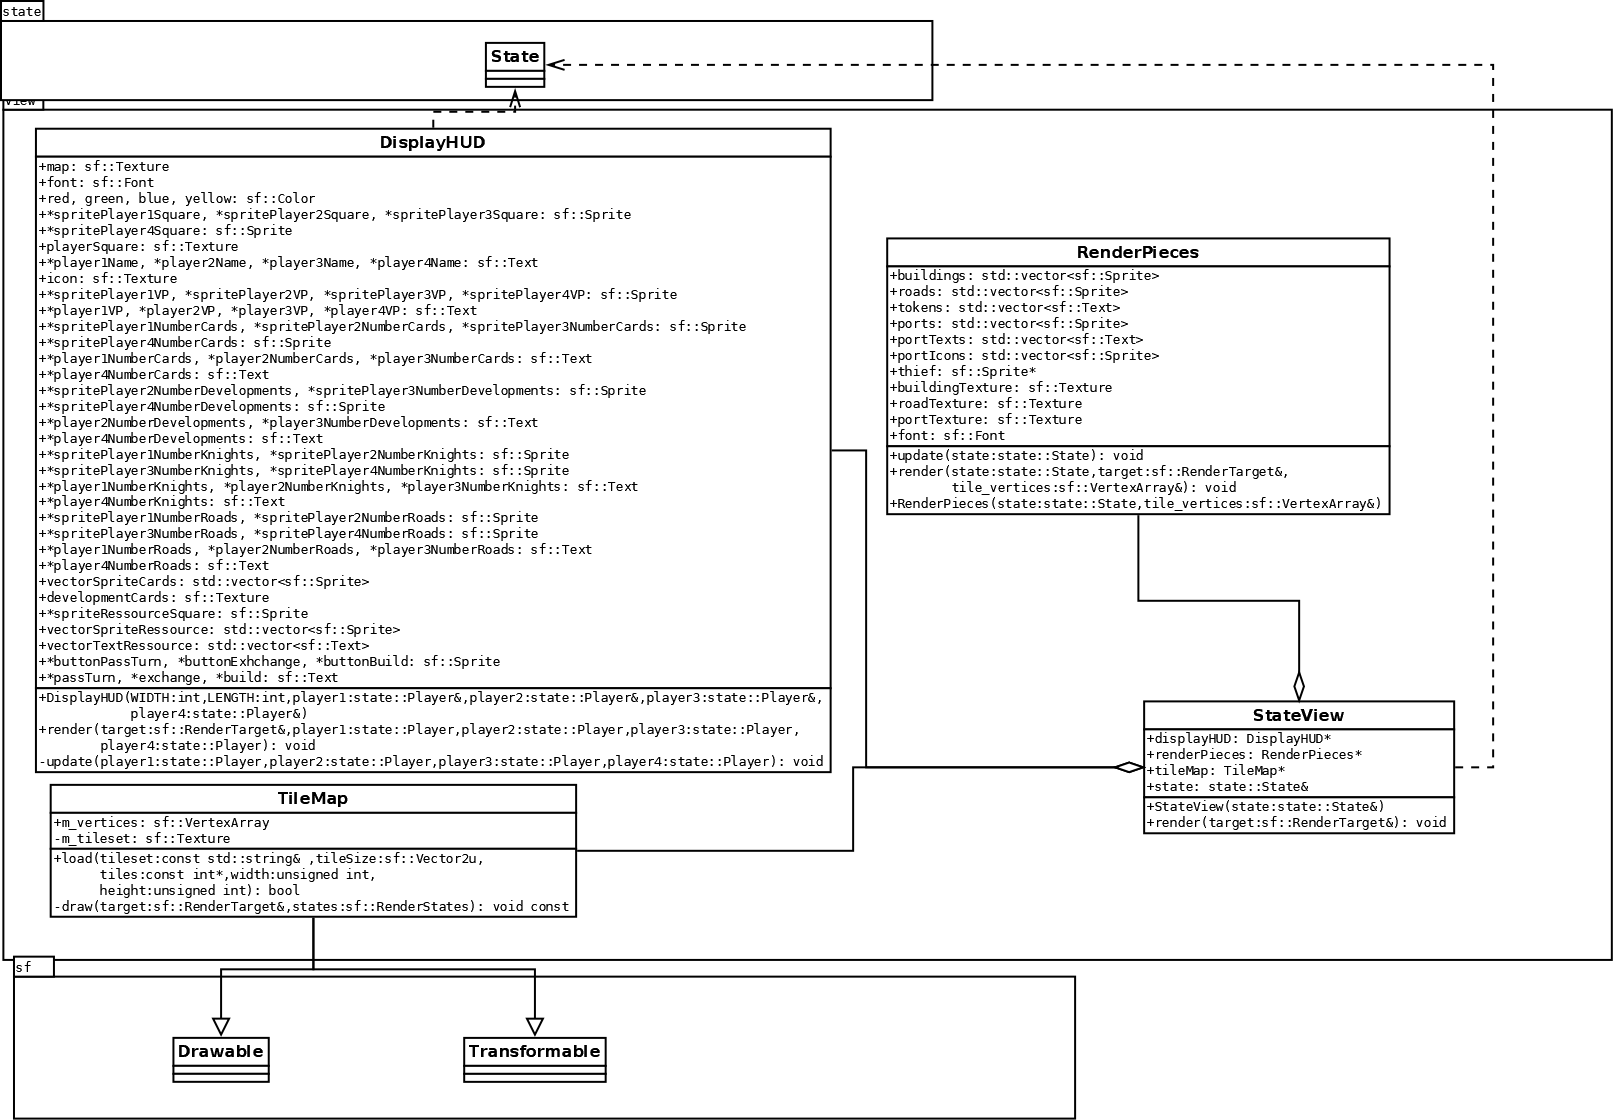 state
State
view
DisplayHUD
+map: sf::Texture
+font: sf::Font
+red, green, blue, yellow: sf::Color
+*spritePlayer1Square, *spritePlayer2Square, *spritePlayer3Square: sf::Sprite
+*spritePlayer4Square: sf::Sprite
+playerSquare: sf::Texture
+*player1Name, *player2Name, *player3Name, *player4Name: sf::Text
+icon: sf::Texture
+*spritePlayer1VP, *spritePlayer2VP, *spritePlayer3VP, *spritePlayer4VP: sf::Sprite
+*player1VP, *player2VP, *player3VP, *player4VP: sf::Text
+*spritePlayer1NumberCards, *spritePlayer2NumberCards, *spritePlayer3NumberCards: sf::Sprite
+*spritePlayer4NumberCards: sf::Sprite
+*player1NumberCards, *player2NumberCards, *player3NumberCards: sf::Text
+*player4NumberCards: sf::Text
+*spritePlayer2NumberDevelopments, *spritePlayer3NumberDevelopments: sf::Sprite
+*spritePlayer4NumberDevelopments: sf::Sprite
+*player2NumberDevelopments, *player3NumberDevelopments: sf::Text
+*player4NumberDevelopments: sf::Text
+*spritePlayer1NumberKnights, *spritePlayer2NumberKnights: sf::Sprite
+*spritePlayer3NumberKnights, *spritePlayer4NumberKnights: sf::Sprite
+*player1NumberKnights, *player2NumberKnights, *player3NumberKnights: sf::Text
+*player4NumberKnights: sf::Text
+*spritePlayer1NumberRoads, *spritePlayer2NumberRoads: sf::Sprite
+*spritePlayer3NumberRoads, *spritePlayer4NumberRoads: sf::Sprite
+*player1NumberRoads, *player2NumberRoads, *player3NumberRoads: sf::Text
+*player4NumberRoads: sf::Text
+vectorSpriteCards: std::vector<sf::Sprite>
+developmentCards: sf::Texture
+*spriteRessourceSquare: sf::Sprite
+vectorSpriteRessource: std::vector<sf::Sprite>
+vectorTextRessource: std::vector<sf::Text>
+*buttonPassTurn, *buttonExhchange, *buttonBuild: sf::Sprite
+*passTurn, *exchange, *build: sf::Text
+DisplayHUD(WIDTH:int,LENGTH:int,player1:state::Player&,player2:state::Player&,player3:state::Player&,
player4:state::Player&)
+render(target:sf::RenderTarget&,player1:state::Player,player2:state::Player,player3:state::Player,
player4:state::Player): void
-update(player1:state::Player,player2:state::Player,player3:state::Player,player4:state::Player): void
RenderPieces
+buildings: std::vector<sf::Sprite>
+roads: std::vector<sf::Sprite>
+tokens: std::vector<sf::Text>
+ports: std::vector<sf::Sprite>
+portTexts: std::vector<sf::Text>
+portIcons: std::vector<sf::Sprite>
+thief: sf::Sprite*
+buildingTexture: sf::Texture
+roadTexture: sf::Texture
+portTexture: sf::Texture
+font: sf::Font
+update(state:state::State): void
+render(state:state::State,target:sf::RenderTarget&,
tile_vertices:sf::VertexArray&): void
+RenderPieces(state:state::State,tile_vertices:sf::VertexArray&)
StateView
+displayHUD: DisplayHUD*
+renderPieces: RenderPieces*
+tileMap: TileMap*
+state: state::State&
+StateView(state:state::State&)
+render(target:sf::RenderTarget&): void
TileMap
+m_vertices: sf::VertexArray
-m_tileset: sf::Texture
+load(tileset:const std::string& ,tileSize:sf::Vector2u,
tiles:const int*,width:unsigned int,
height:unsigned int): bool
-draw(target:sf::RenderTarget&,states:sf::RenderStates): void const
sf
Drawable
Transformable